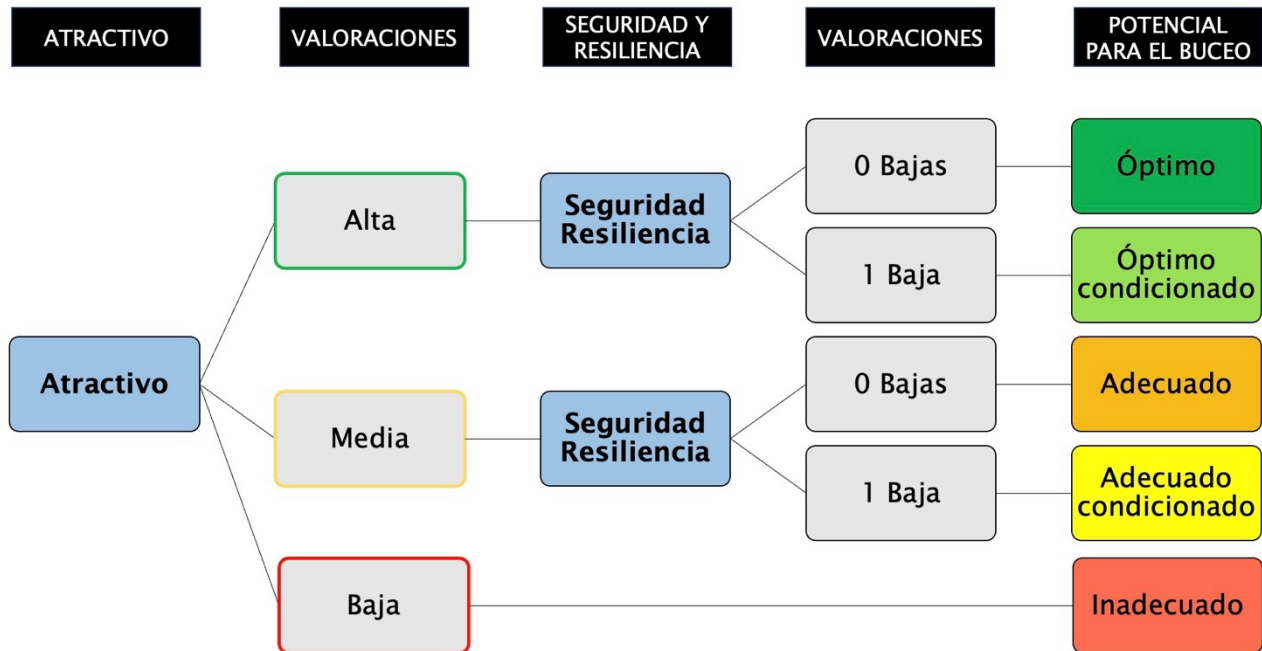 ATRACTIVO
VALORACIONES
SEGURIDAD Y
RESILIENCIA
VALORACIONES
POTENCIAL
PARA EL BUCEO
Atractivo
Alta
Seguridad
Resiliencia
0 Bajas
Óptimo
1 Baja
Óptimo
condicionado
Media
Seguridad
Resiliencia
0 Bajas
Adecuado
1 Baja
Adecuado
condicionado
Baja
Inadecuado